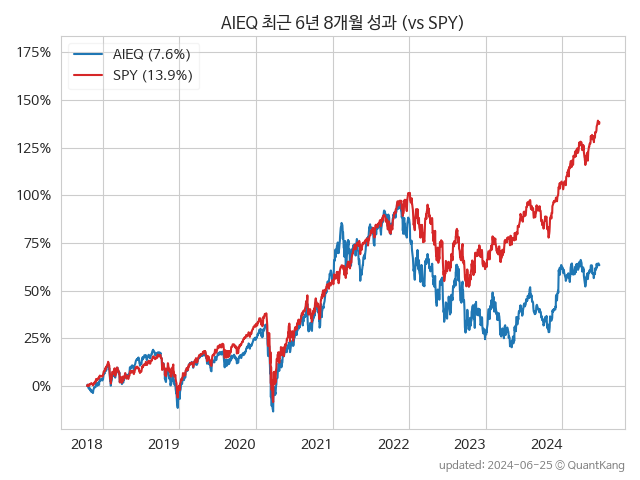 AIEQ 최근 6년 8개월 성과 (vs SPY)
175%
AIEQ (7.6%)
SPY (13.9%)
150%
125%
100%
75%
50%
25%
0%
2018 2019 2020 2021 2022 2023 2024
updated: 2024-06-25 © QuantKang